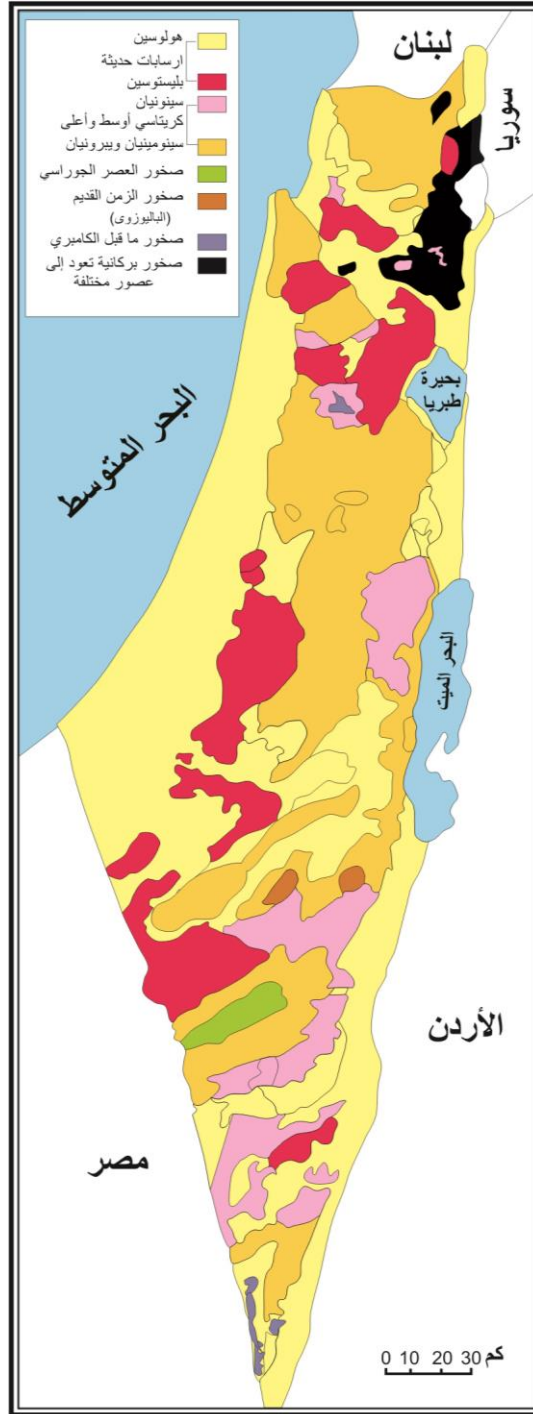 هولوسين
ارسابات حديثة
بليستوسين
سينونيان
كريتاسي أوسط وأعلى
سينومينيان ويبرونيان
صخور العصر الجوراسي
صخور الزمن القديم
(الباليوزوى)
صخور ما قبل الكامبري
صخور بركانية تعود إلى
عصور مختلفة
لبنان
سوريا
البحر المتوسط
بحيرة
طبريا
البحر الميت
الأردن
مصر
كم
0 10 20 30